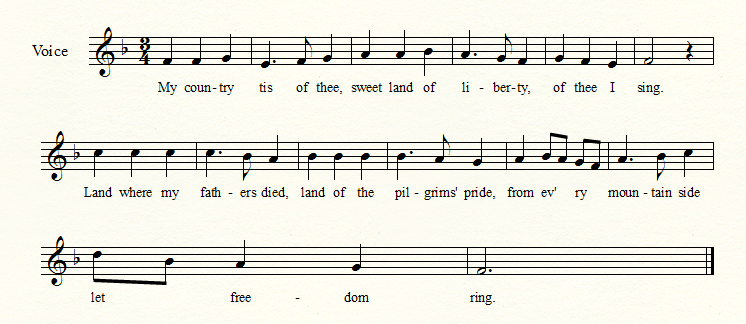 Voice
3
4
My coun-try tis of thee, sweet land of li - ber-ty, of thee I sing.
Land where my fath - ers died, land of the pil - grims' pride, from ev' ry moun - tain side
let free - dom ring.